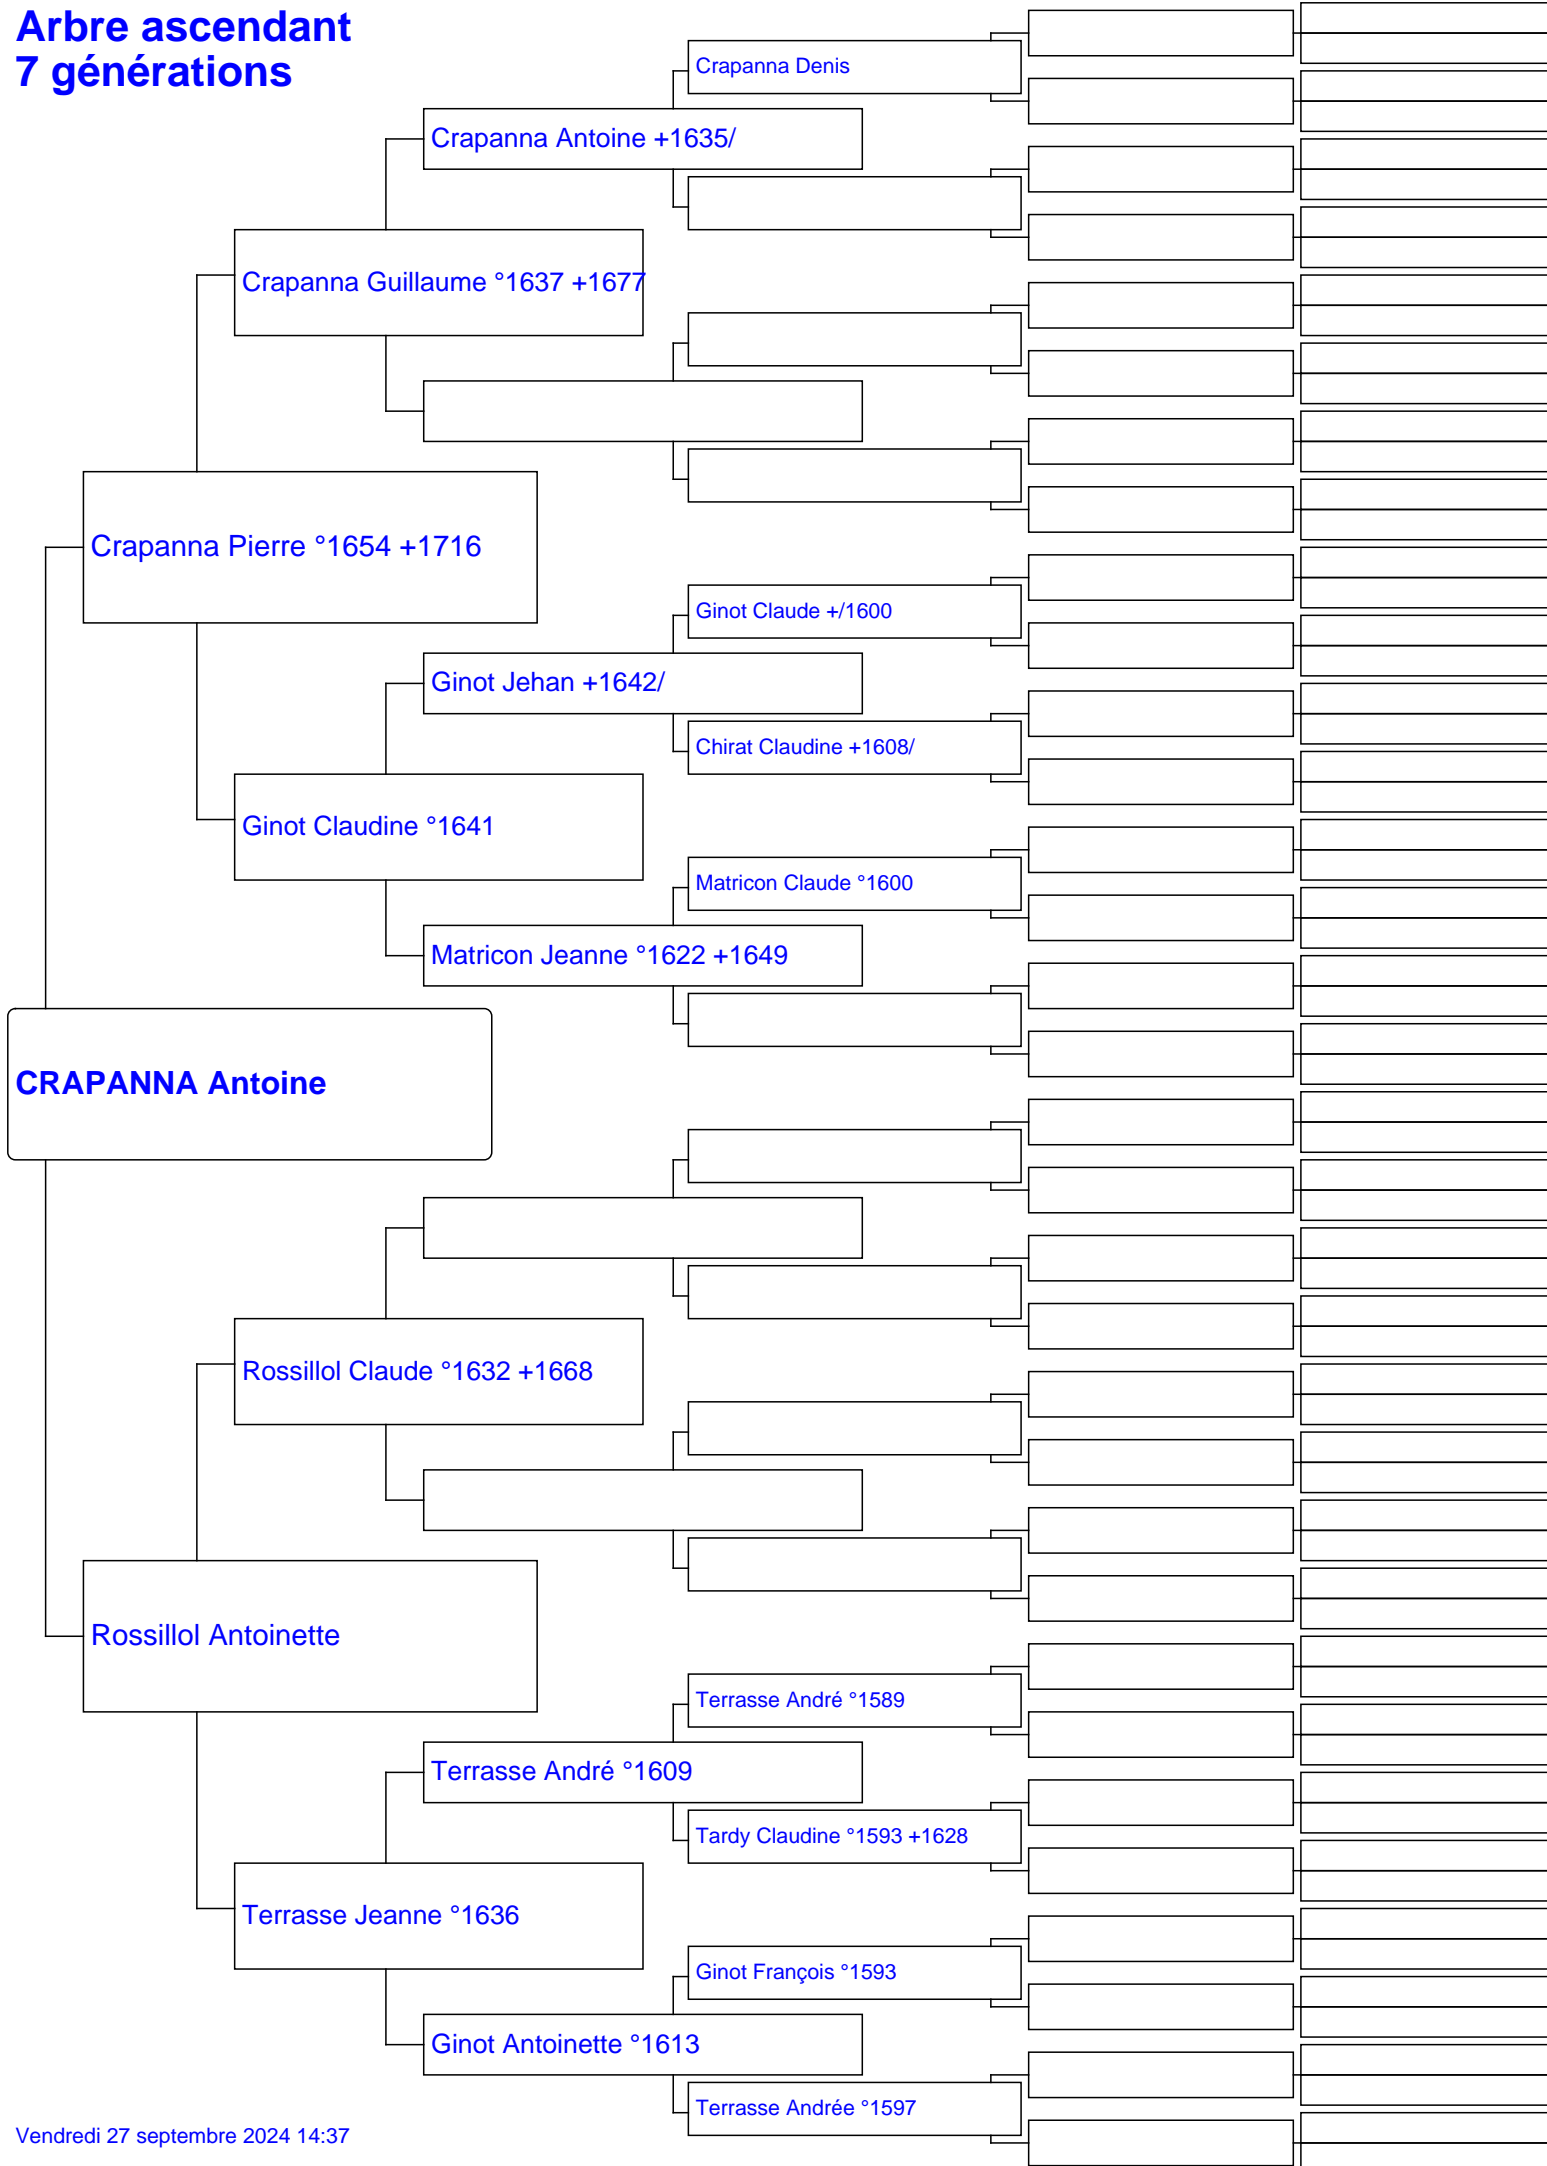 Arbre ascendant
7 générations
Crapanna Denis
Crapanna Antoine +1635/
Crapanna Guillaume °1637 +1677
Crapanna Pierre °1654 +1716
Ginot Claude +/1600
Ginot Jehan +1642/
Chirat Claudine +1608/
Ginot Claudine °1641
Matricon Claude °1600
Matricon Jeanne °1622 +1649
CRAPANNA Antoine
Rossillol Claude °1632 +1668
Rossillol Antoinette
Terrasse André °1589
Terrasse André °1609
Tardy Claudine °1593 +1628
Terrasse Jeanne °1636
Ginot François °1593
Ginot Antoinette °1613
Terrasse Andrée °1597
Vendredi 27 septembre 2024 14:37